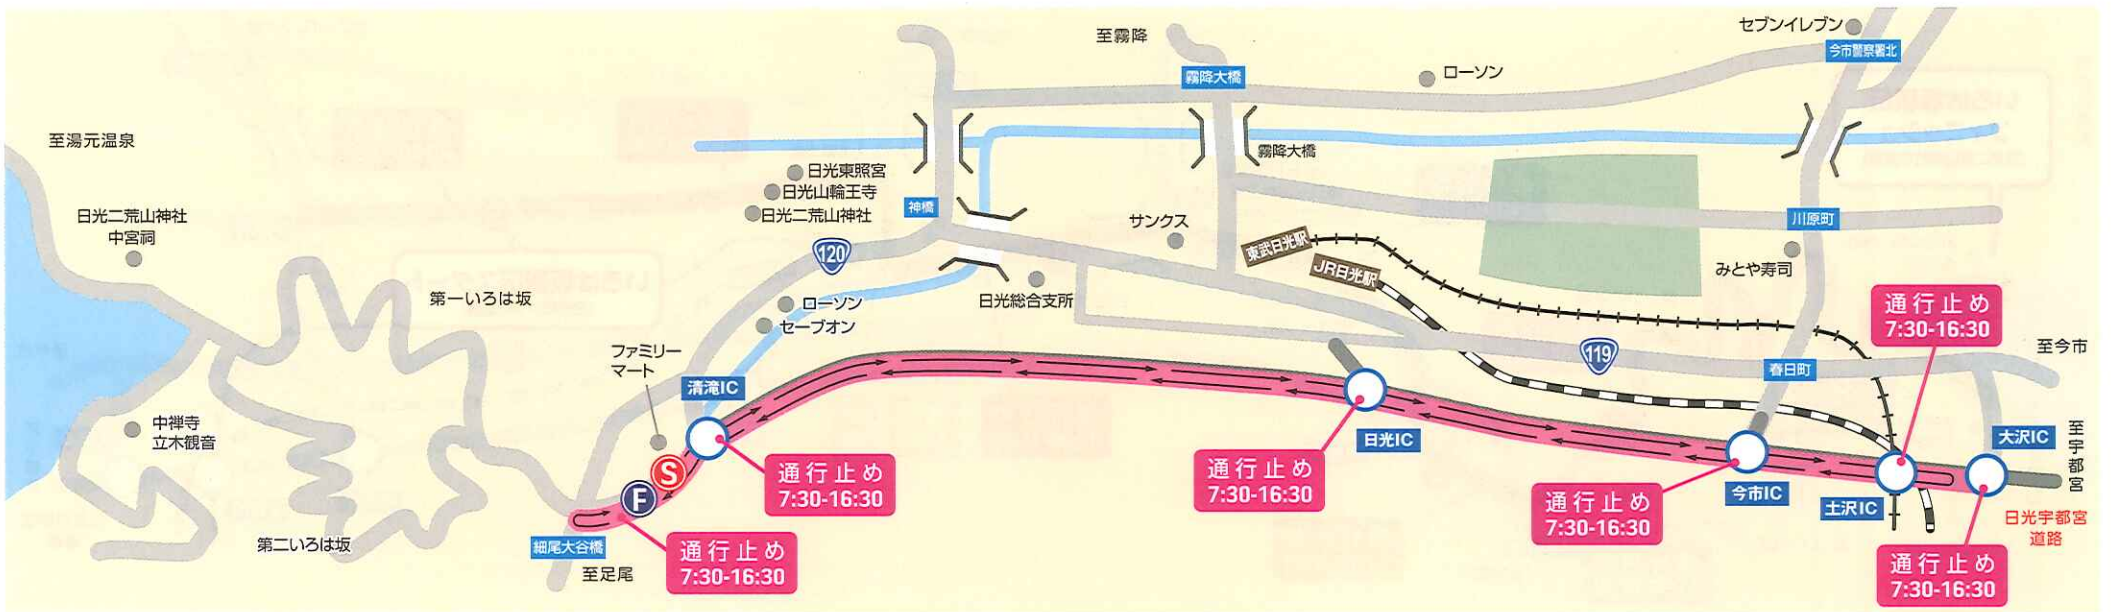 セブンイレブン
今市警察署北
至霧降
霧降大橋
ローソン
至湯元温泉
霧降大橋
日光東照宮
日光山輪王寺
日光二荒山神社
神橋
日光二荒山神社
中宮祠
サンクス
川原町
東武日光駅
JR日光駅
みとや寿司
120
日光総合支所
第一いろは坂
ローソン
セーブオン
通行止め
7:30-16:30
ファミリー
マート
119
至今市
春日町
清滝IC
中禅寺
立木観音
日光IC
大沢IC
至宇都宮
S
F
通行止め
7:30-16:30
通行止め
7:30-16:30
通行止め
7:30-16:30
今市IC
土沢IC
日光宇都宮
道路
第二いろは坂
細尾大谷橋
至足尾
通行止め
7:30-16:30
通行止め
7:30-16:30